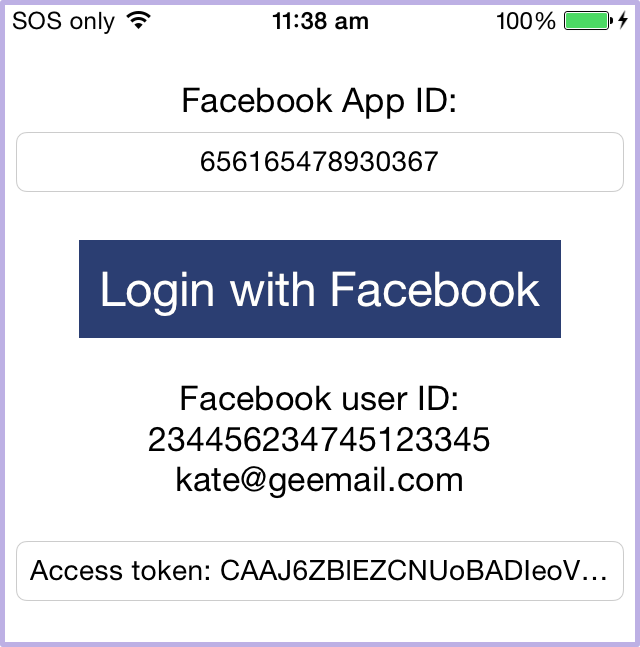 SOS only 11:38 am 100%
Facebook App ID:
656165478930367
Login with Facebook
Facebook user ID:
234456234745123345
kate@geemail.com
Access token: CAAJ6ZBlEZCNUoBADIeoV...